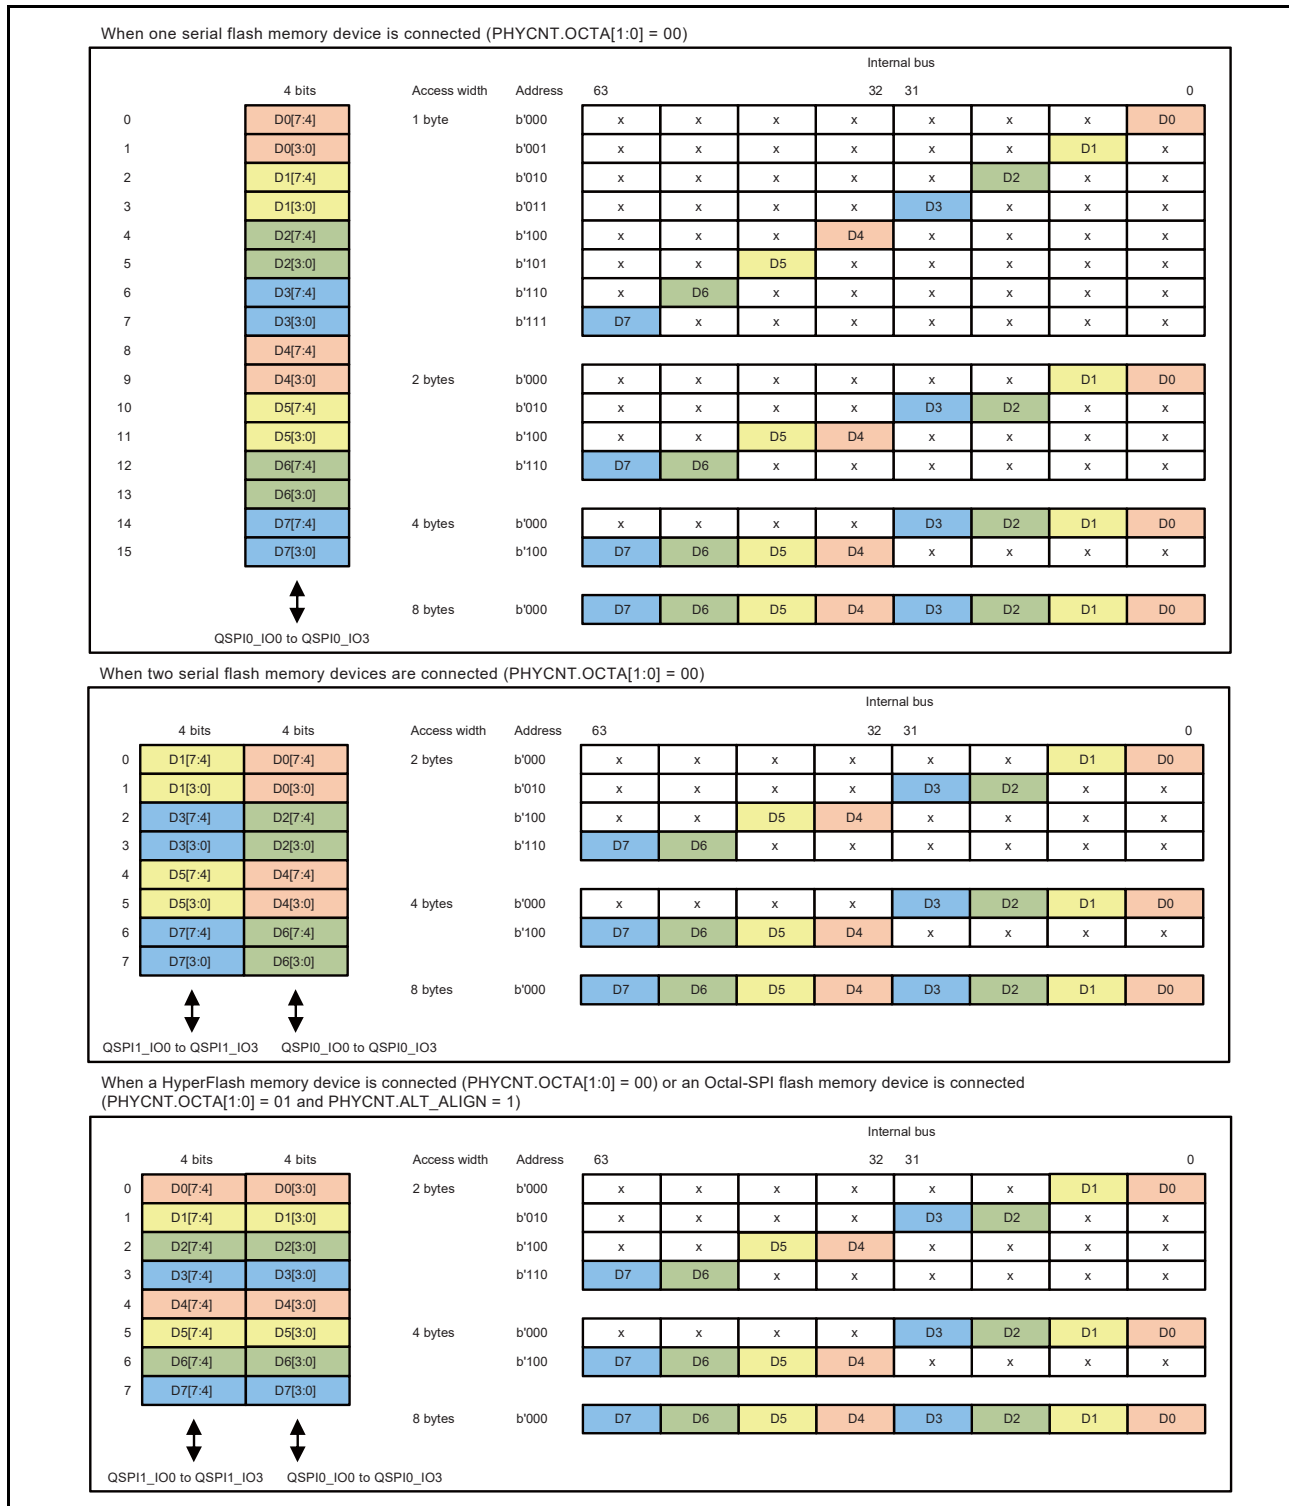 When one serial flash memory device is connected (PHYCNT.OCTA[1:0] = 00)
Internal bus
4 bits Access width Address 63 32 31 0
0 D0[7:4] 1 byte b'000 x x x x x x x D0
1 D0[3:0] b'001 x x x x x x D1 x
2 D1[7:4] b'010 x x x x x D2 x x
3 D1[3:0] b'011 x x x x D3 x x x
4 D2[7:4] b'100 x x x D4 x x x x
5 D2[3:0] b'101 x x D5 x x x x x
6 D3[7:4] b'110 x D6 x x x x x x
7 D3[3:0] b'111 D7 x x x x x x x
8 D4[7:4]
9 D4[3:0] 2 bytes b'000 x x x x x x D1 D0
10 D5[7:4] b'010 x x x x D3 D2 x x
11 D5[3:0] b'100 x x D5 D4 x x x x
12 D6[7:4] b'110 D7 D6 x x x x x x
13 D6[3:0]
14 D7[7:4] 4 bytes b'000 x x x x D3 D2 D1 D0
15 D7[3:0] b'100 D7 D6 D5 D4 x x x x
8 bytes b'000 D7 D6 D5 D4 D3 D2 D1 D0
QSPI0_IO0 to QSPI0_IO3
When two serial flash memory devices are connected (PHYCNT.OCTA[1:0] = 00)
Internal bus
4 bits 4 bits Access width Address 63 32 31 0
0 D1[7:4] D0[7:4] 2 bytes b'000 x x x x x x D1 D0
1 D1[3:0] D0[3:0] b'010 x x x x D3 D2 x x
2 D3[7:4] D2[7:4] b'100 x x D5 D4 x x x x
3 D3[3:0] D2[3:0] b'110 D7 D6 x x x x x x
4 D5[7:4] D4[7:4]
5 D5[3:0] D4[3:0] 4 bytes b'000 x x x x D3 D2 D1 D0
6 D7[7:4] D6[7:4] b'100 D7 D6 D5 D4 x x x x
7 D7[3:0] D6[3:0]
8 bytes b'000 D7 D6 D5 D4 D3 D2 D1 D0
QSPI1_IO0 to QSPI1_IO3 QSPI0_IO0 to QSPI0_IO3
When a HyperFlash memory device is connected (PHYCNT.OCTA[1:0] = 00) or an Octal-SPI flash memory device is connected
(PHYCNT.OCTA[1:0] = 01 and PHYCNT.ALT_ALIGN = 1)
Internal bus
4 bits 4 bits Access width Address 63 32 31 0
0 D0[7:4] D0[3:0] 2 bytes b'000 x x x x x x D1 D0
1 D1[7:4] D1[3:0] b'010 x x x x D3 D2 x x
2 D2[7:4] D2[3:0] b'100 x x D5 D4 x x x x
3 D3[7:4] D3[3:0] b'110 D7 D6 x x x x x x
4 D4[7:4] D4[3:0]
5 D5[7:4] D5[3:0] 4 bytes b'000 x x x x D3 D2 D1 D0
6 D6[7:4] D6[3:0] b'100 D7 D6 D5 D4 x x x x
7 D7[7:4] D7[3:0]
8 bytes b'000 D7 D6 D5 D4 D3 D2 D1 D0
QSPI1_IO0 to QSPI1_IO3 QSPI0_IO0 to QSPI0_IO3